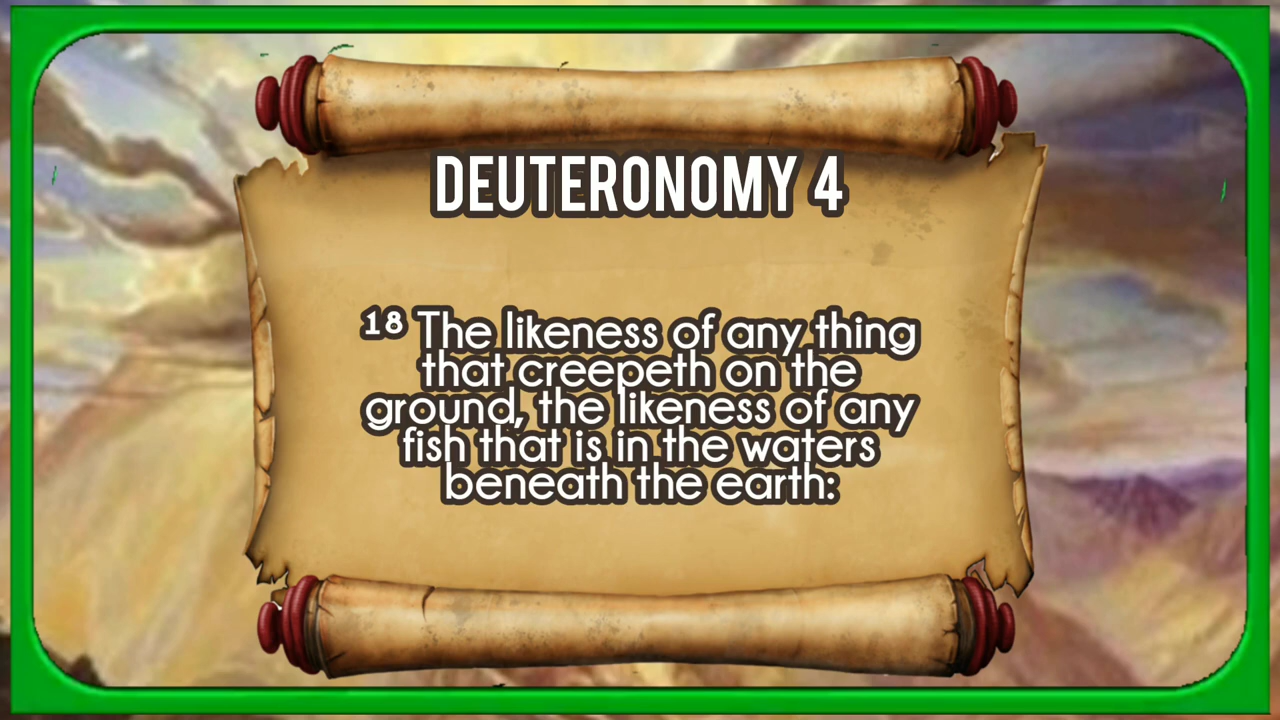 DEUTERONOMY 4
18 The likeness of any thing
that creepeth on the
ground, the likeness of any
fish that is in the waters
beneath the earth: